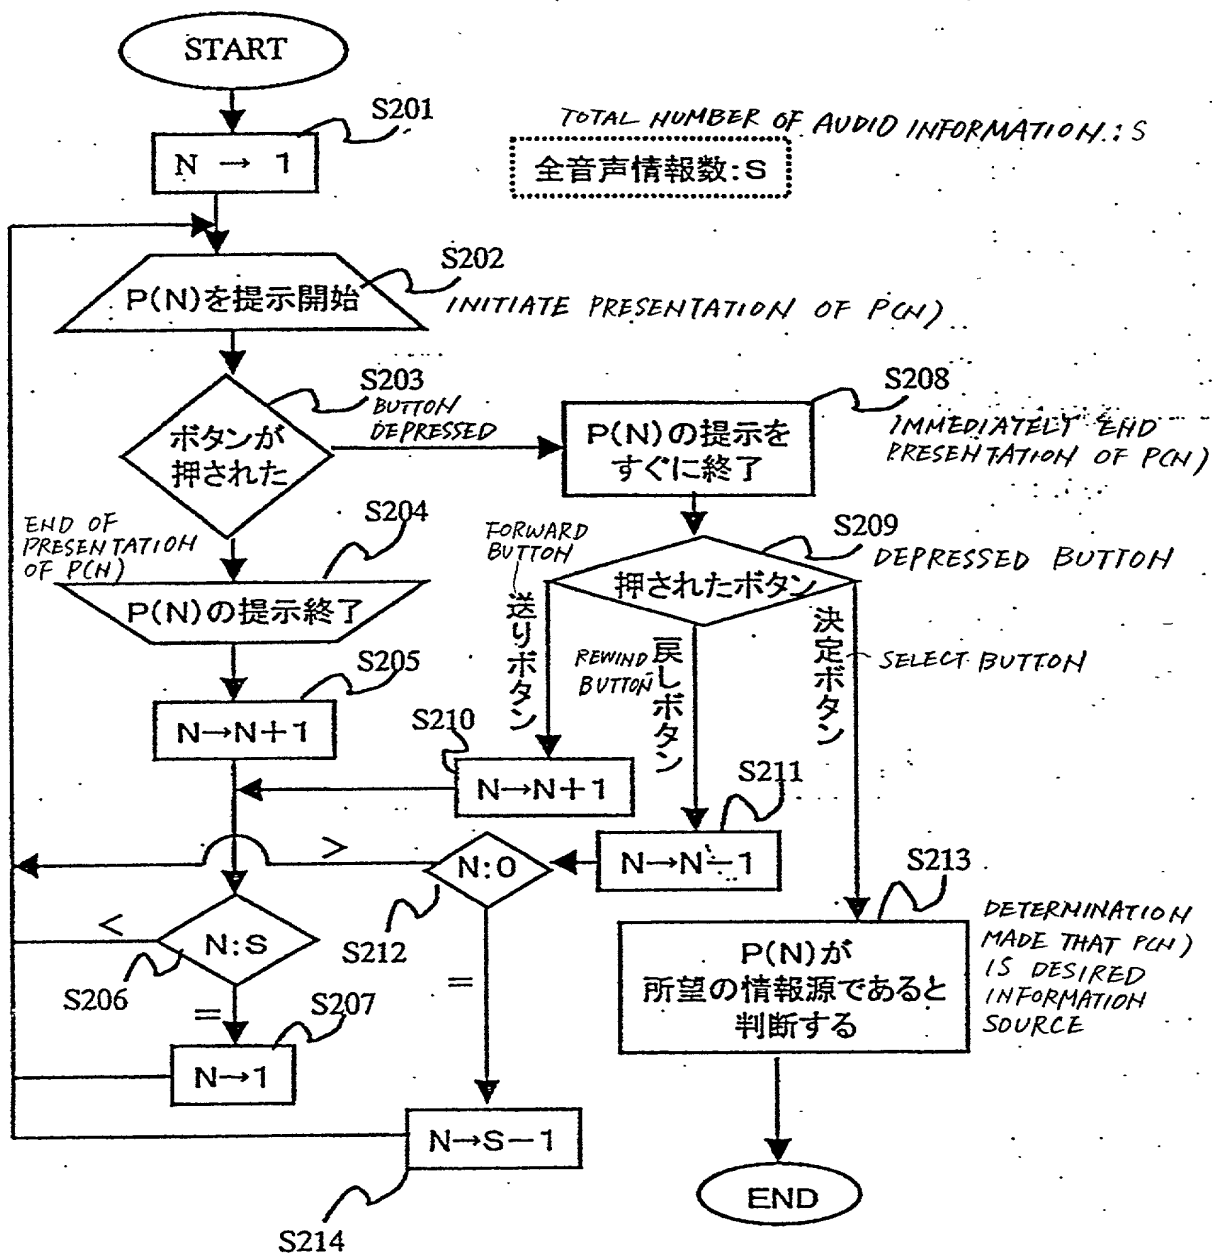 START
S201
N → 1
TOTAL NUMBER OF AUDIO INFORMATION.: S
全音声情報数:S
S202
P(N)を提示開始
INITIATE PRESENTATION OF P(N)
S203
BUTTON
DEPRESSED
ボタンが
押された
S208
P(N)の提示を
すぐに終了
IMMEDIATELY END
PRESENTATION OF P(N)
S204
END OF
PRESENTATION
OF P(N)
P(N)の提示終了
S209
DEPRESSED BUTTON
押されたボタン
FORWARD
BUTTON
送りボタン
REWIND
BUTTON
戻しボタン
決定ボタン
SELECT BUTTON
S205
N→N+1
S210
N→N+1
S211
N→N-1
>
N:0
S212
=
<
N:S
S206
=
S207
N→1
S213
P(N)が
所望の情報源であると
判断する
DETERMINATION
MADE THAT P(N)
IS DESIRED
INFORMATION
SOURCE
N→S-1
S214
END